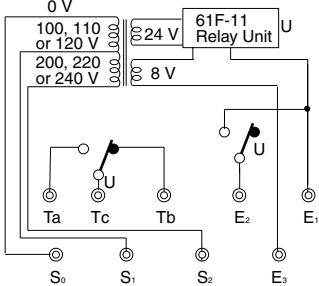 0 V
100, 110
or 120 V
200, 220
or 240 V
24 V
8 V
61F-11
Relay Unit
U
U
U
Ta
Tc
Tb
E₂
E₁
S₀
S₁
S₂
E₃